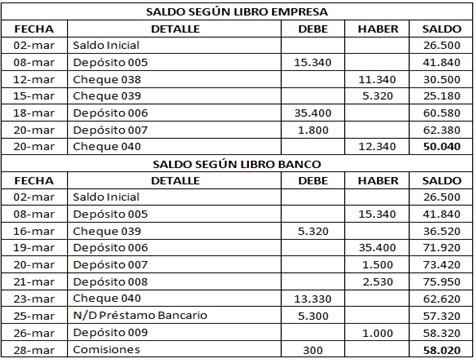 SALDO SEGÚN LIBRO EMPRESA
FECHA DETALLE DEBE HABER SALDO
02-mar Saldo Inicial 26.500
08-mar Depósito 005 15.340 41.840
12-mar Cheque 038 11.340 30.500
15-mar Cheque 039 5.320 25.180
18-mar Depósito 006 35.400 60.580
20-mar Depósito 007 1.800 62.380
20-mar Cheque 040 12.340 50.040
SALDO SEGÚN LIBRO BANCO
FECHA DETALLE DEBE HABER SALDO
02-mar Saldo Inicial 26.500
08-mar Depósito 005 15.340 41.840
16-mar Cheque 039 5.320 36.520
19-mar Depósito 006 35.400 71.920
20-mar Depósito 007 1.500 73.420
21-mar Depósito 008 2.530 75.950
23-mar Cheque 040 13.330 62.620
25-mar N/D Préstamo Bancario 5.300 57.320
26-mar Depósito 009 1.000 58.320
28-mar Comisiones 300 58.020